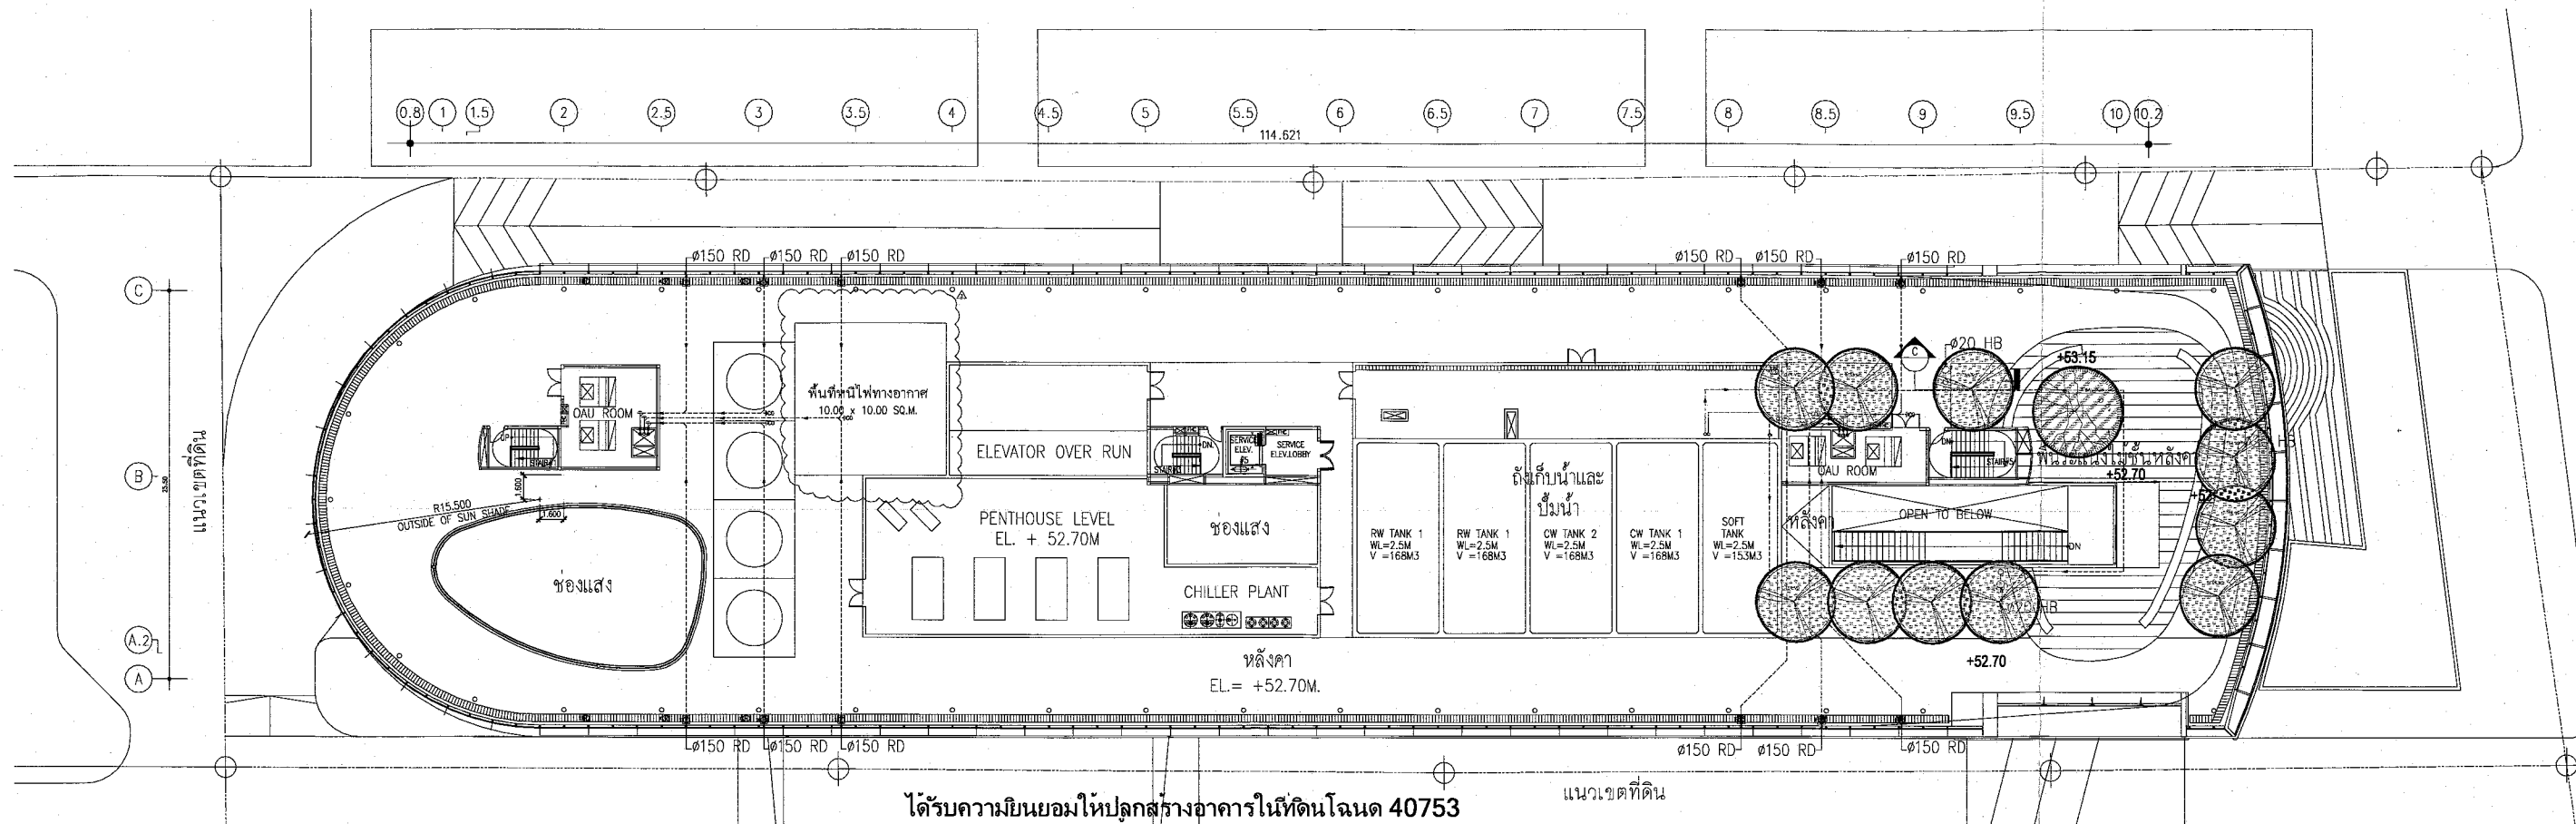 0.8 1 1.5 2 2.5 3 3.5 4 4.5 5 5.5 6 6.5 7 7.5 8 8.5 9 9.5 10 10.2
114.621
ø150 RD ø150 RD ø150 RD
ø150 RD ø150 RD ø150 RD
C
B
A.2
A
25.50
แนวเขตที่ดิน
OAU ROOM
UP
1.600
R15.500
OUTSIDE OF SUN SHADE
1.600
ช่องแสง
พื้นที่หนีไฟทางอากาศ
10.00 x 10.00 SQ.M.
ELEVATOR OVER RUN
PENTHOUSE LEVEL
EL. + 52.70M
DN.
STAIR#3
SERVICE
ELEV.
#5
SERVICE
ELEV.LOBBY
ช่องแสง
CHILLER PLANT
ถังเก็บน้ำและ
ปั๊มน้ำ
RW TANK 1
WL=2.5M
V =168M3
RW TANK 1
WL=2.5M
V =168M3
CW TANK 2
WL=2.5M
V =168M3
CW TANK 1
WL=2.5M
V =168M3
SOFT
TANK
WL=2.5M
V =153M3
C
ø20 HB
+53.15
HB
OAU ROOM
DN
STAIR#5
+52.70
หลังคา
OPEN TO BELOW
DN
HB
+52.70
หลังคา
EL.= +52.70M.
ø150 RD ø150 RD ø150 RD
ø150 RD ø150 RD ø150 RD
แนวเขตที่ดิน
ได้รับความยินยอมให้ปลูกสร้างอาคารในที่ดินโฉนด 40753